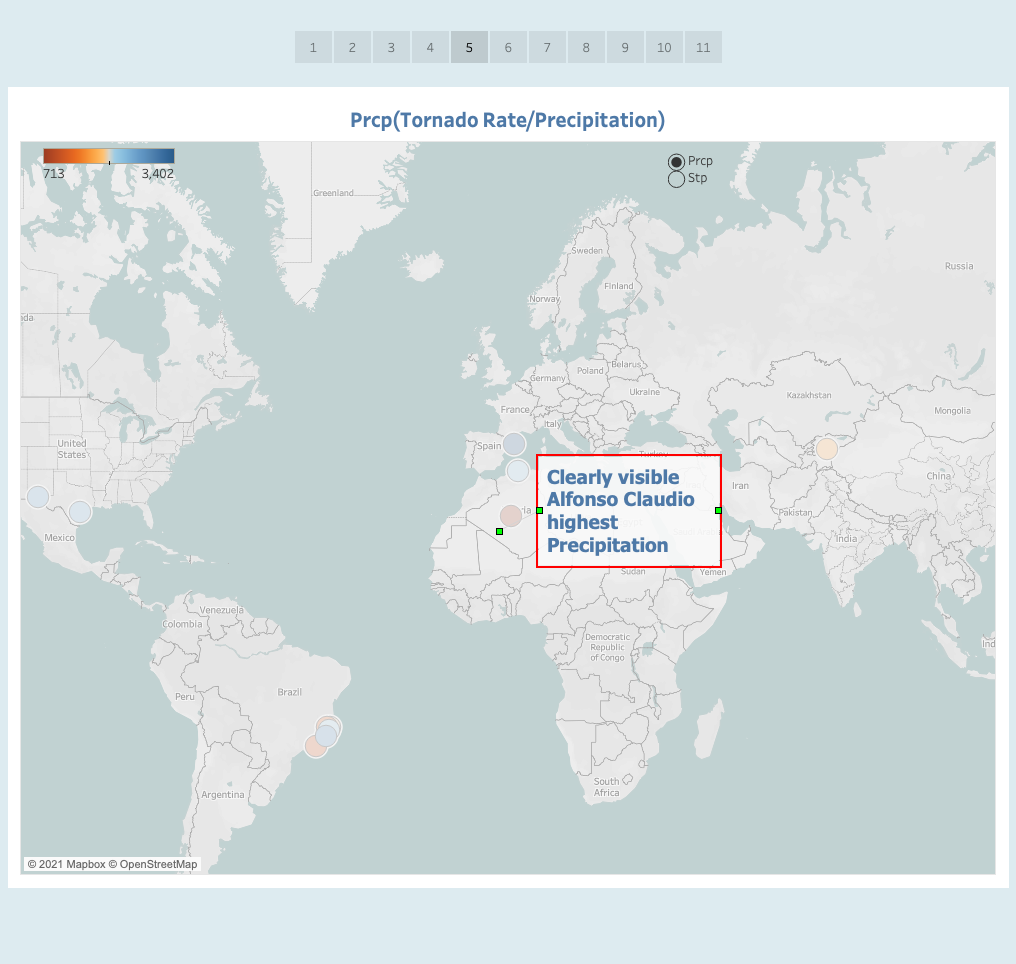 1 2 3 4 5 6 7 8 9 10 11
Prcp(Tornado Rate/Precipitation)
713 3,402
Prcp
Stp
Greenland
Sweden
Russia
Finland
Norway
da
Belarus
Poland
Germany
Ukraine
Kazakhstan
France
Mongolia
Italy
United
States
Spain
Turkey
China
Iran
Clearly visible
Alfonso Claudio
highest
Precipitation
da
Pakistan
Mexico
India
Sudan
Yemen
Venezuela
Colombia
Democratic
Republic
of Congo
Ind
Brazil
Peru
South
Africa
Argentina
© 2021 Mapbox © OpenStreetMap